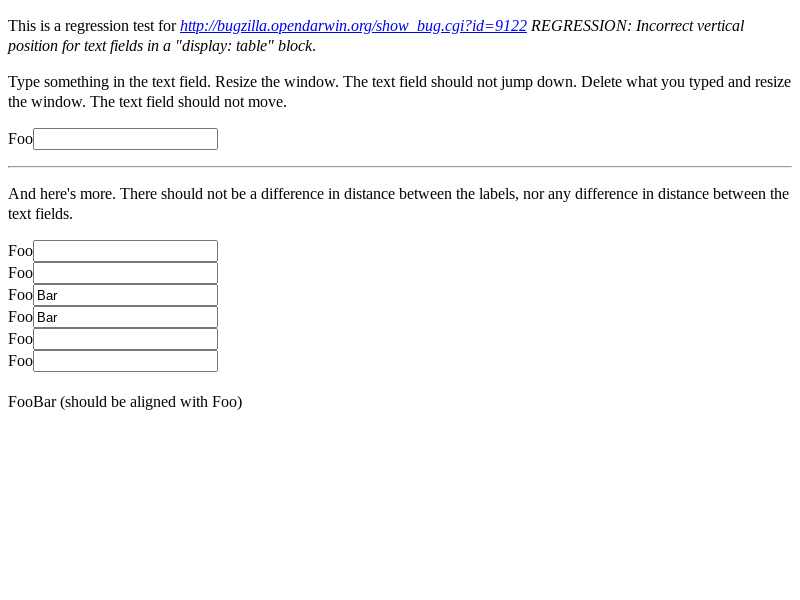 This is a regression test for http://bugzilla.opendarwin.org/show_bug.cgi?id=9122 REGRESSION: Incorrect vertical
position for text fields in a "display: table" block.
Type something in the text field. Resize the window. The text field should not jump down. Delete what you typed and resize
the window. The text field should not move.
Foo
And here's more. There should not be a difference in distance between the labels, nor any difference in distance between the
text fields.
Foo
Foo
Foo Bar
Foo Bar
Foo
Foo
FooBar (should be aligned with Foo)